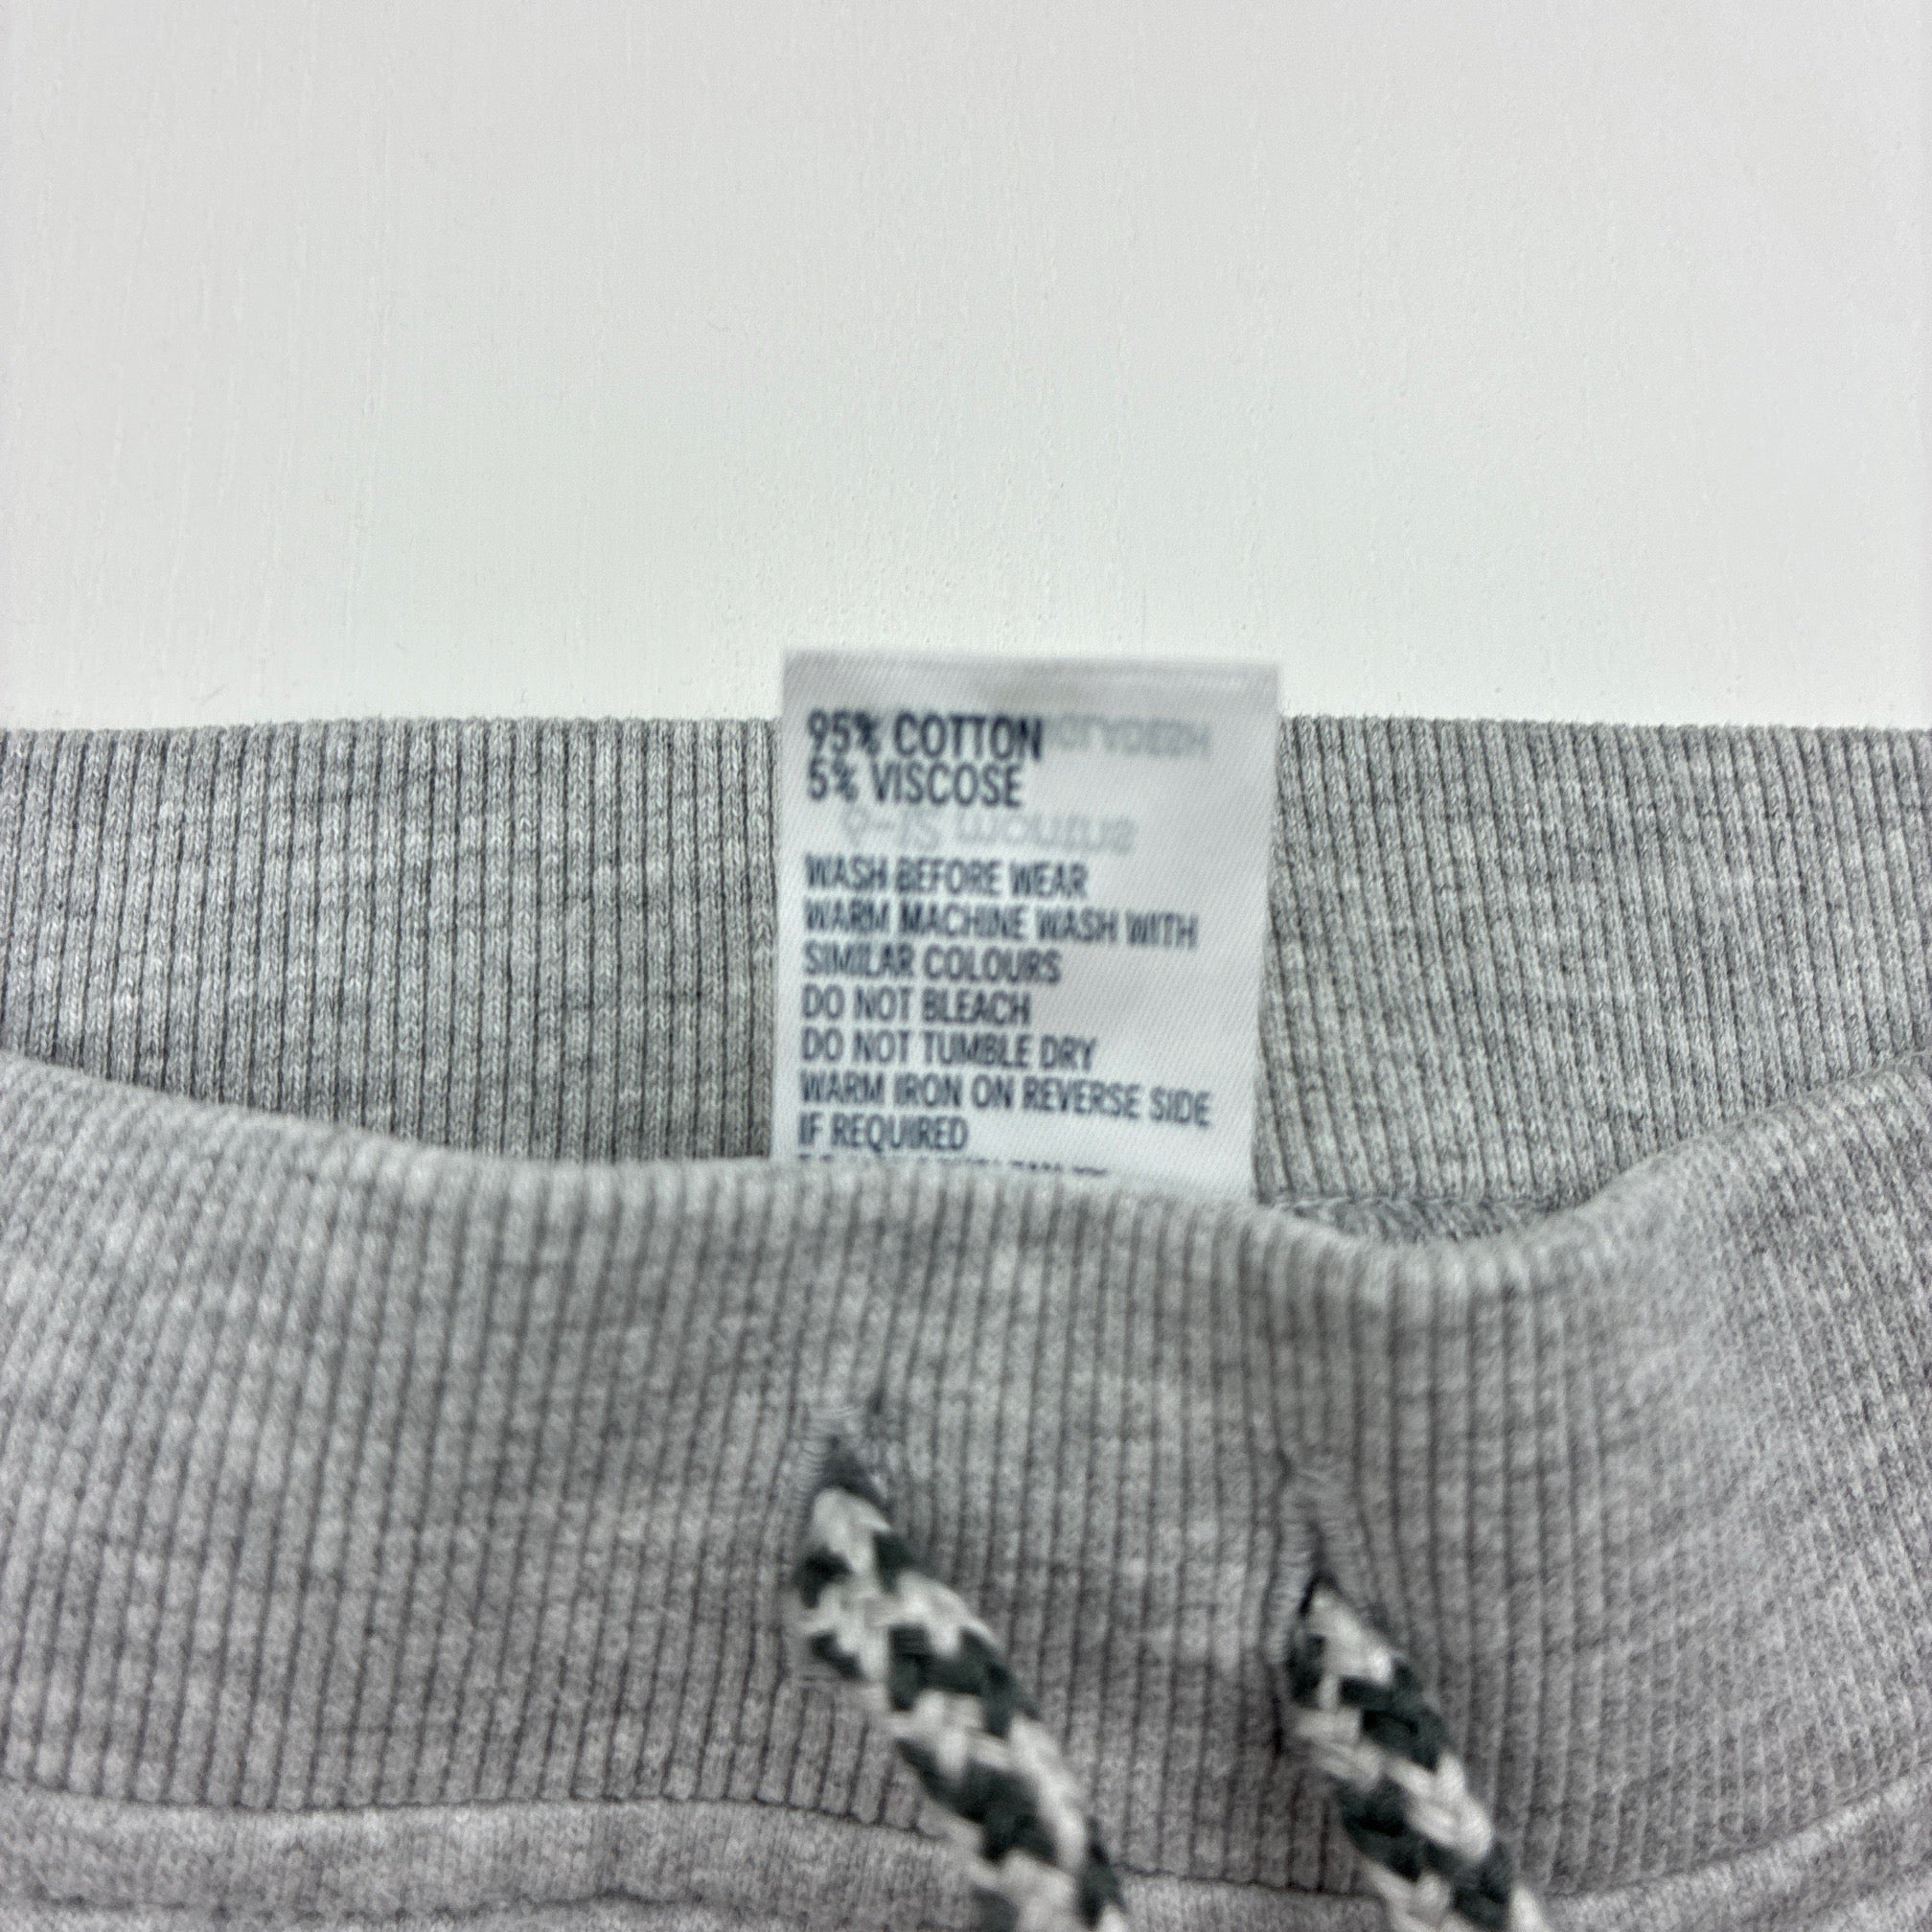 95% COTTON
5% VISCOSE
WASH BEFORE WEAR
WARM MACHINE WASH WITH
SIMILAR COLOURS
DO NOT BLEACH
DO NOT TUMBLE DRY
WARM IRON ON REVERSE SIDE
IF REQUIRED